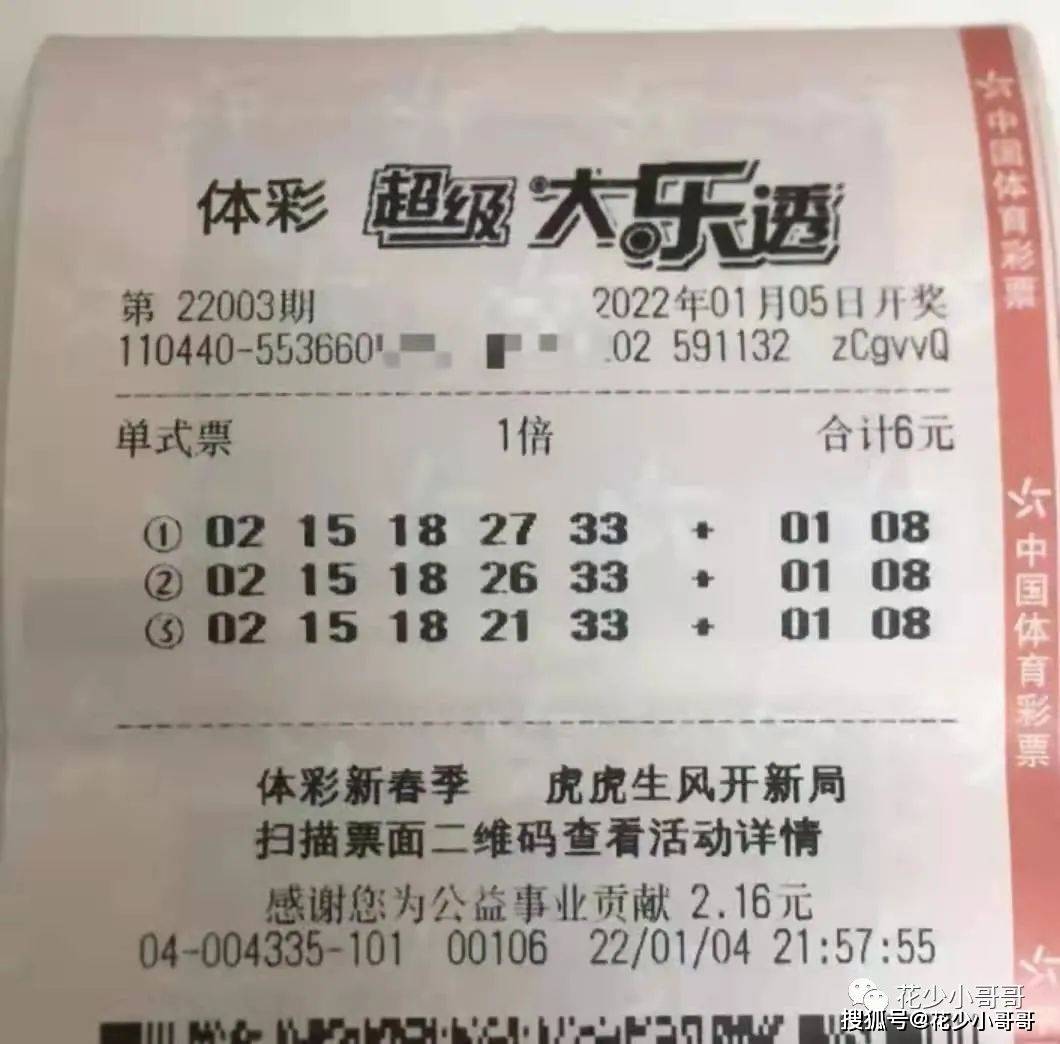 体彩 超级大乐透
第 22003期 2022年01月05日开奖
110440-553660 .02 591132 zCgvvQ
单式票 1倍 合计6元
① 02 15 18 27 33 + 01 08
② 02 15 18 26 33 + 01 08
③ 02 15 18 21 33 + 01 08
体彩新春季 虎虎生风开新局
扫描票面二维码查看活动详情
感谢您为公益事业贡献 2.16元
04-004335-101 00106 22/01/04 21:57:55
中国体育彩票
中国体育彩票
花少小哥哥
搜狐号@花少小哥哥